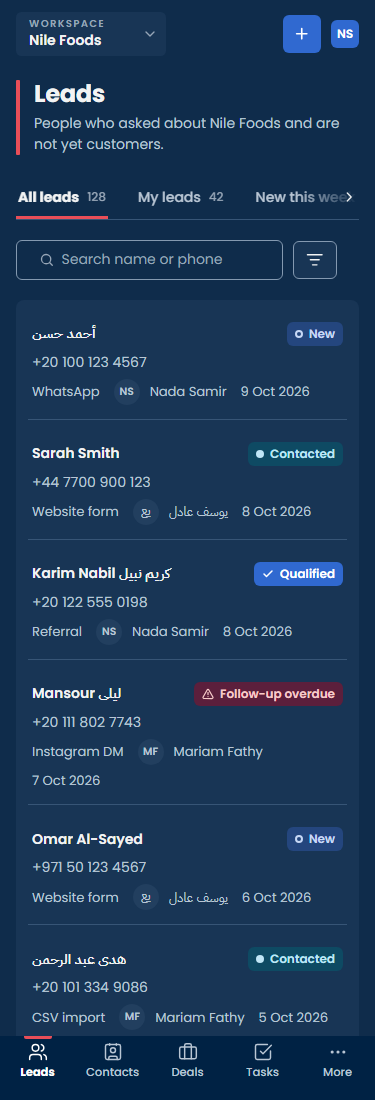 WORKSPACE
Nile Foods
NS
Leads
People who asked about Nile Foods and are
not yet customers.
All leads 128 My leads 42 New this week
Search name or phone
أحمد حسن New
+20 100 123 4567
WhatsApp NS Nada Samir 9 Oct 2026
Sarah Smith Contacted
+44 7700 900 123
Website form يع يوسف عادل 8 Oct 2026
Karim Nabil كريم نبيل Qualified
+20 122 555 0198
Referral NS Nada Samir 8 Oct 2026
Mansour ليلى Follow-up overdue
+20 111 802 7743
Instagram DM MF Mariam Fathy
7 Oct 2026
Omar Al-Sayed New
+971 50 123 4567
Website form يع يوسف عادل 6 Oct 2026
هدى عبد الرحمن Contacted
+20 101 334 9086
CSV import MF Mariam Fathy 5 Oct 2026
Leads Contacts Deals Tasks More